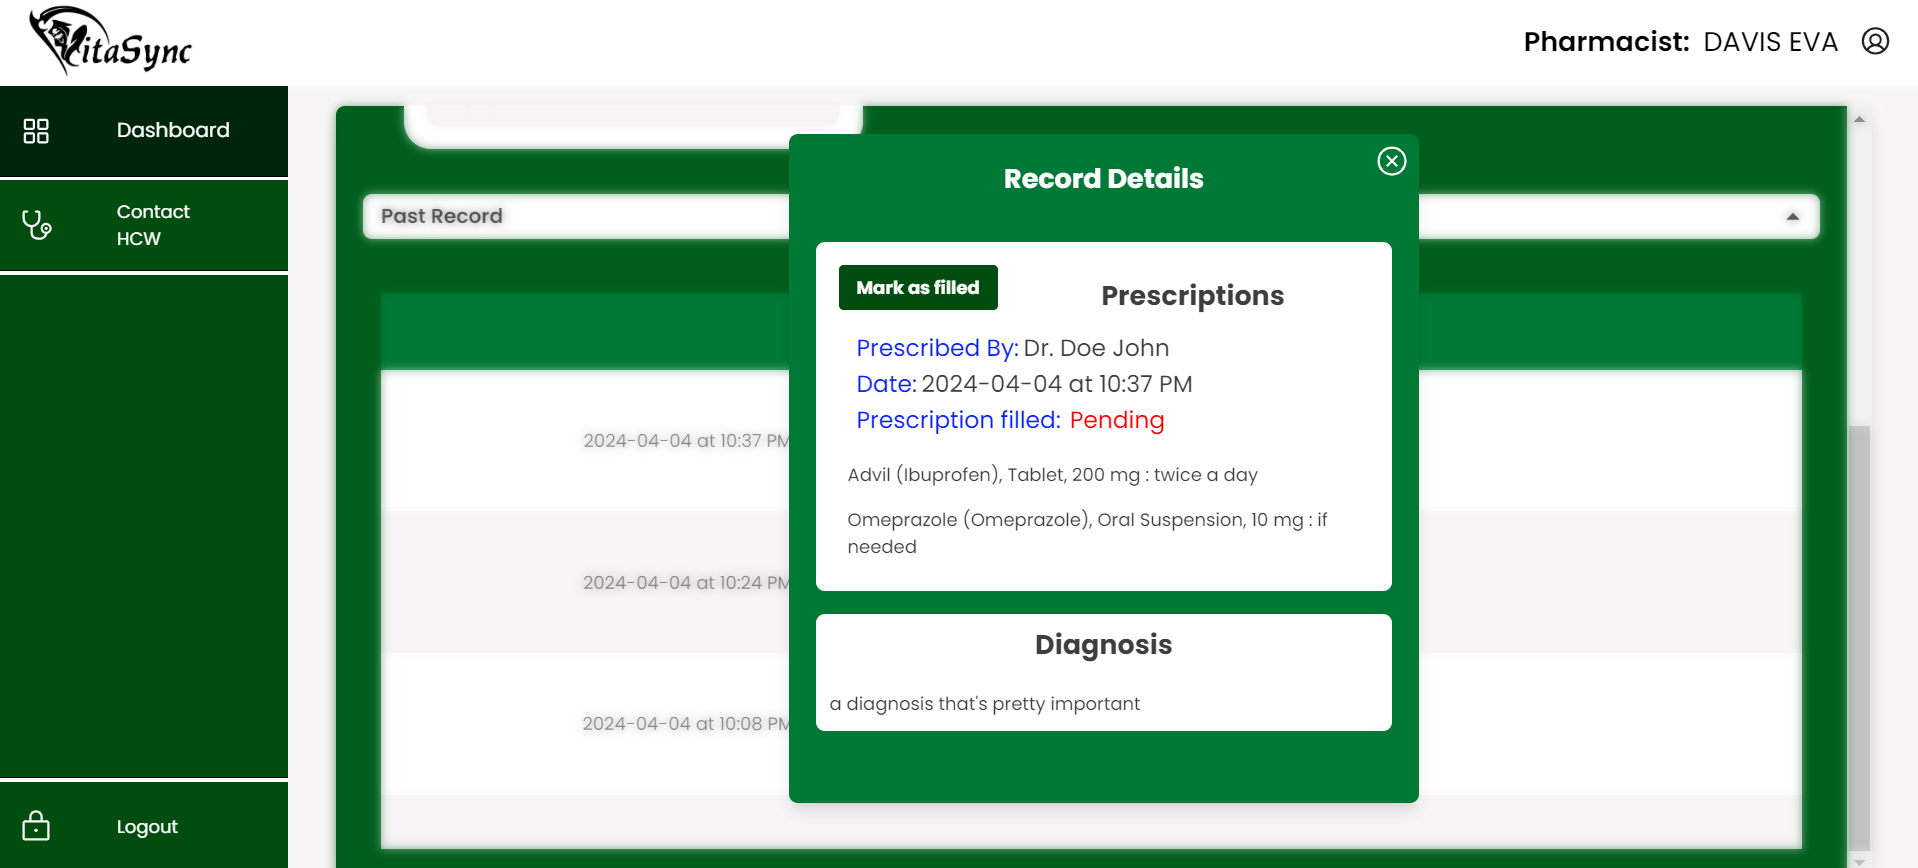 VitaSync
Pharmacist: DAVIS EVA
Dashboard
Contact
HCW
Logout
Past Record
2024-04-04 at 10:37 PM
2024-04-04 at 10:24 PM
2024-04-04 at 10:08 PM
Record Details
Mark as filled
Prescriptions
Prescribed By: Dr. Doe John
Date: 2024-04-04 at 10:37 PM
Prescription filled: Pending
Advil (Ibuprofen), Tablet, 200 mg : twice a day
Omeprazole (Omeprazole), Oral Suspension, 10 mg : if
needed
Diagnosis
a diagnosis that's pretty important